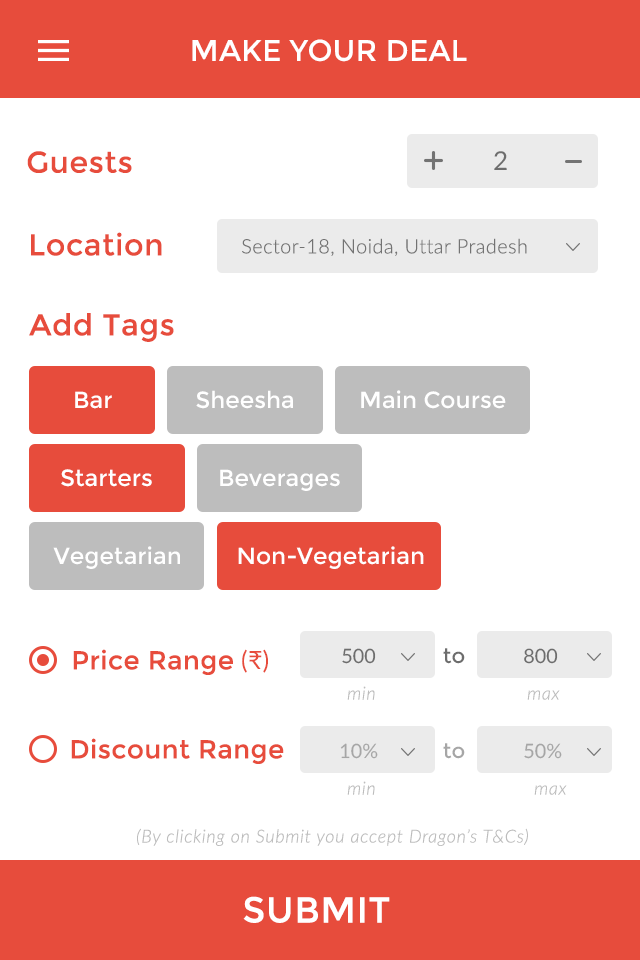 MAKE YOUR DEAL
Guests + 2 −
Location Sector-18, Noida, Uttar Pradesh
Add Tags
Bar Sheesha Main Course
Starters Beverages
Vegetarian Non-Vegetarian
Price Range (₹) 500 to 800
min max
Discount Range 10% to 50%
min max
(By clicking on Submit you accept Dragon's T&Cs)
SUBMIT